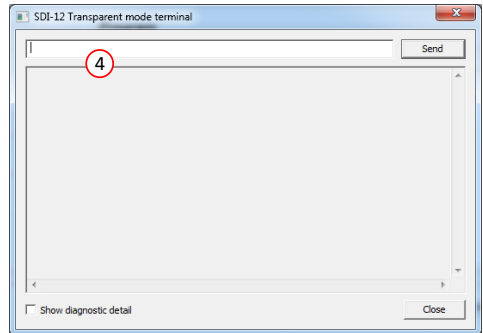 SDI-12 Transparent mode terminal
Send
4
Show diagnostic detail
Close